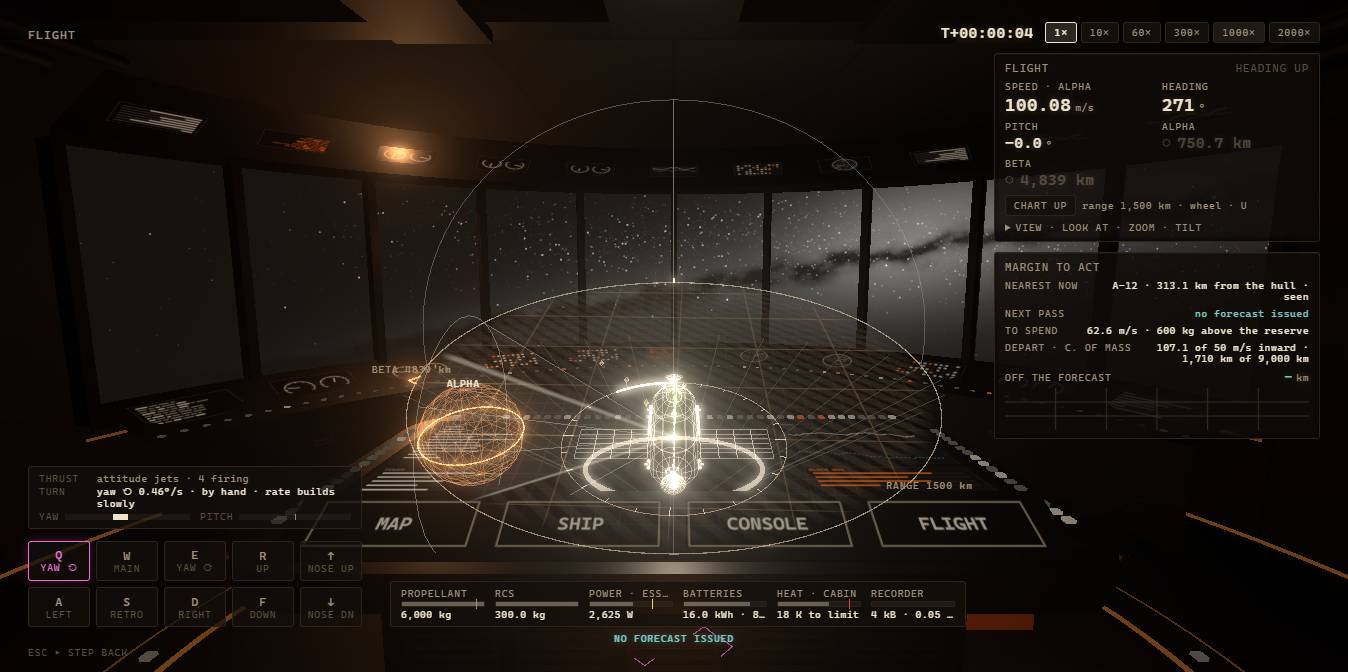 FLIGHT
T+00:00:04 1× 10× 60× 300× 1000× 2000×
FLIGHT HEADING UP
SPEED · ALPHA HEADING
100.08 m/s 271 °
PITCH ALPHA
-0.0 ° ○ 750.7 km
BETA
○ 4,839 km
CHART UP range 1,500 km · wheel · U
▶ VIEW · LOOK AT · ZOOM · TILT
MARGIN TO ACT
NEAREST NOW A-12 · 313.1 km from the hull ·
seen
NEXT PASS no forecast issued
TO SPEND 62.6 m/s · 600 kg above the reserve
DEPART · C. OF MASS 107.1 of 50 m/s inward ·
1,710 km of 9,000 km
OFF THE FORECAST — km
BETA 4839 km
ALPHA
RANGE 1500 km
MAP SHIP CONSOLE FLIGHT
THRUST attitude jets · 4 firing
TURN yaw ↺ 0.46°/s · by hand · rate builds
slowly
YAW PITCH
Q W E R ↑
YAW ↺ MAIN YAW ↻ UP NOSE UP
A S D F ↓
LEFT RETRO RIGHT DOWN NOSE DN
PROPELLANT RCS POWER · ESS… BATTERIES HEAT · CABIN RECORDER
6,000 kg 300.0 kg 2,625 W 16.0 kWh · 8… 18 K to limit 4 kB · 0.05 …
NO FORECAST ISSUED
ESC ▸ STEP BACK